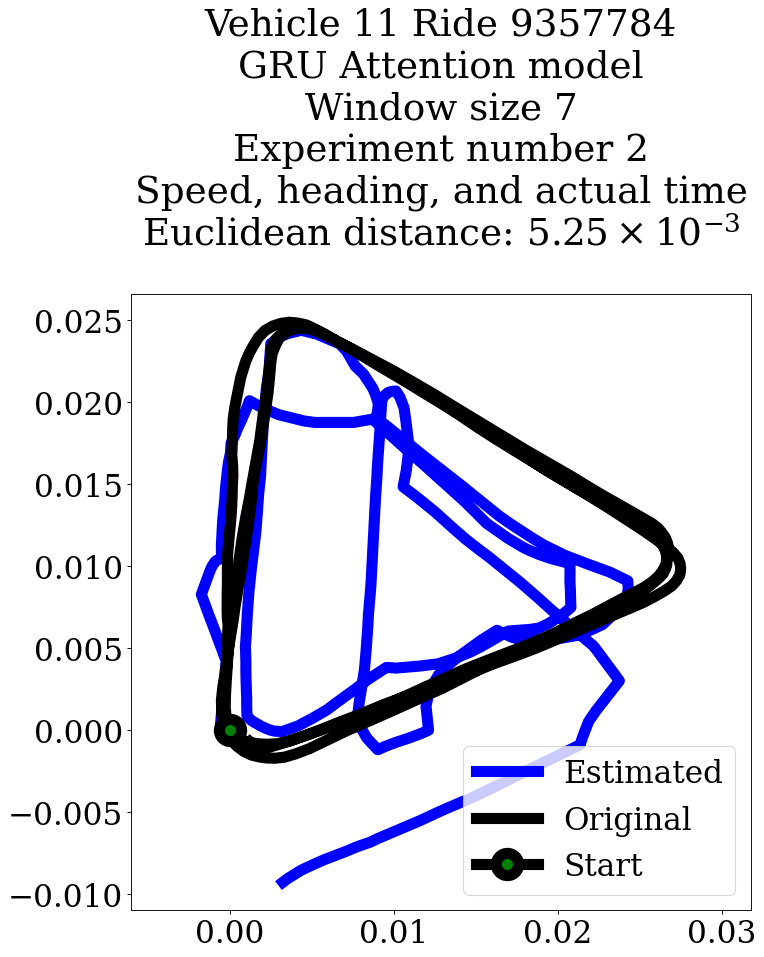 Vehicle 11 Ride 9357784
GRU Attention model
Window size 7
Experiment number 2
Speed, heading, and actual time
Euclidean distance: 5.25 × 10⁻³
0.025
0.020
0.015
0.010
0.005
0.000
−0.005
−0.010
Estimated
Original
Start
0.00 0.01 0.02 0.03